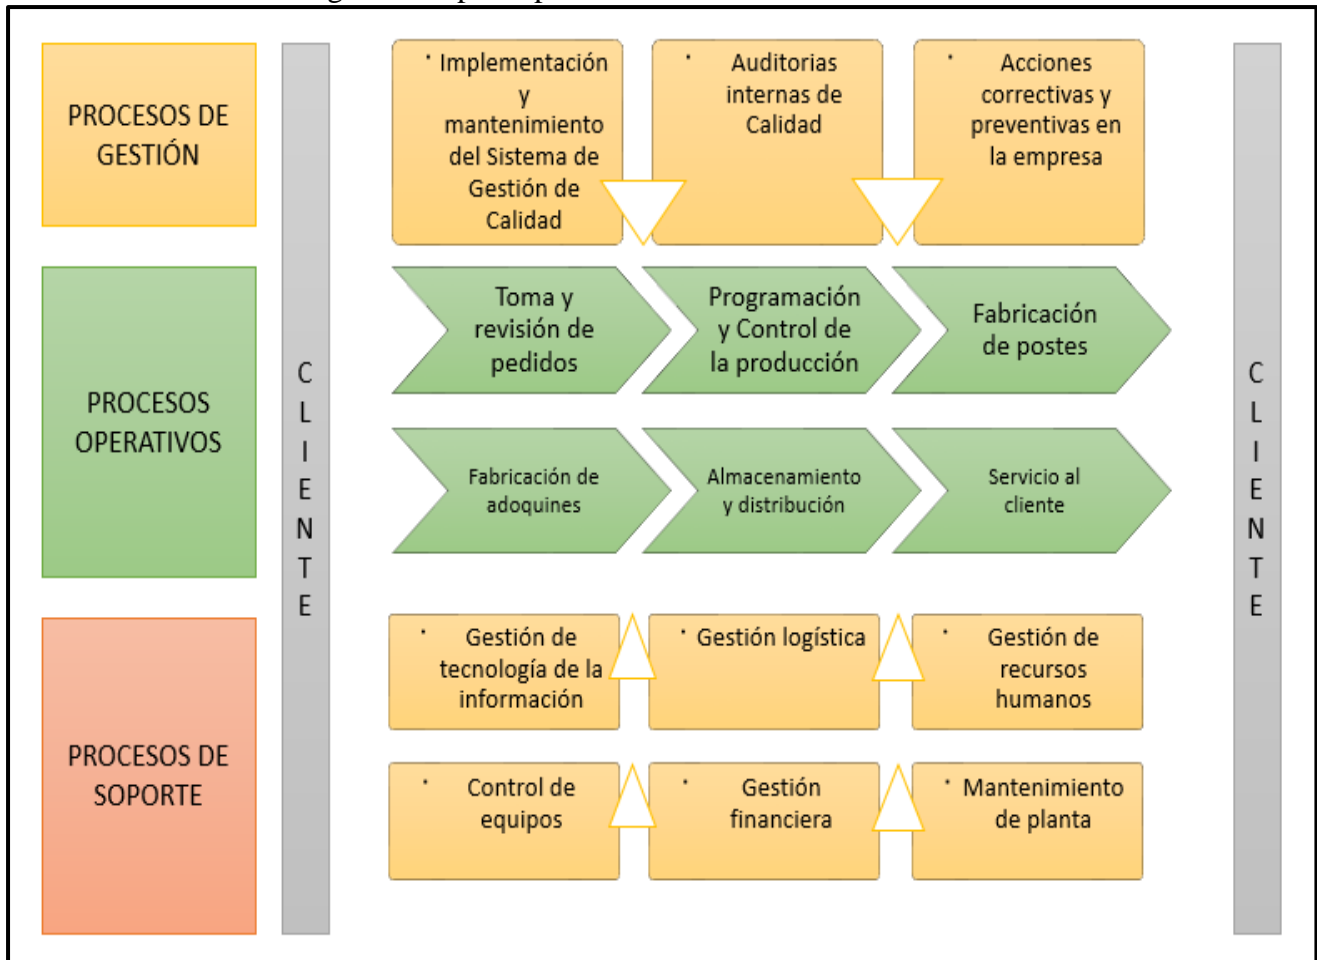 PROCESOS DE
GESTIÓN
· Implementación
y
mantenimiento
del Sistema de
Gestión de
Calidad
· Auditorias
internas de
Calidad
· Acciones
correctivas y
preventivas en
la empresa
PROCESOS
OPERATIVOS
C
L
I
E
N
T
E
Toma y
revisión de
pedidos
Programación
y Control de
la producción
Fabricación
de postes
Fabricación de
adoquines
Almacenamiento
y distribución
Servicio al
cliente
C
L
I
E
N
T
E
PROCESOS DE
SOPORTE
· Gestión de
tecnología de la
información
· Gestión logística
· Gestión de
recursos
humanos
· Control de
equipos
· Gestión
financiera
· Mantenimiento
de planta